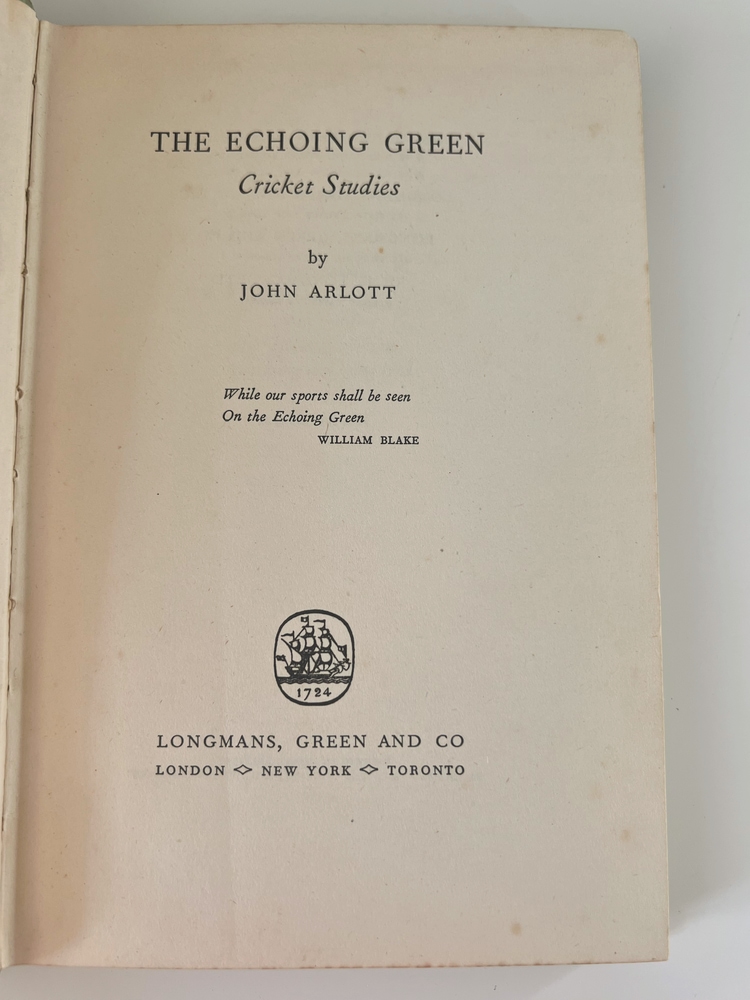 THE ECHOING GREEN
Cricket Studies
by
JOHN ARLOTT
While our sports shall be seen
On the Echoing Green
WILLIAM BLAKE
1724
LONGMANS, GREEN AND CO
LONDON ◇ NEW YORK ◇ TORONTO